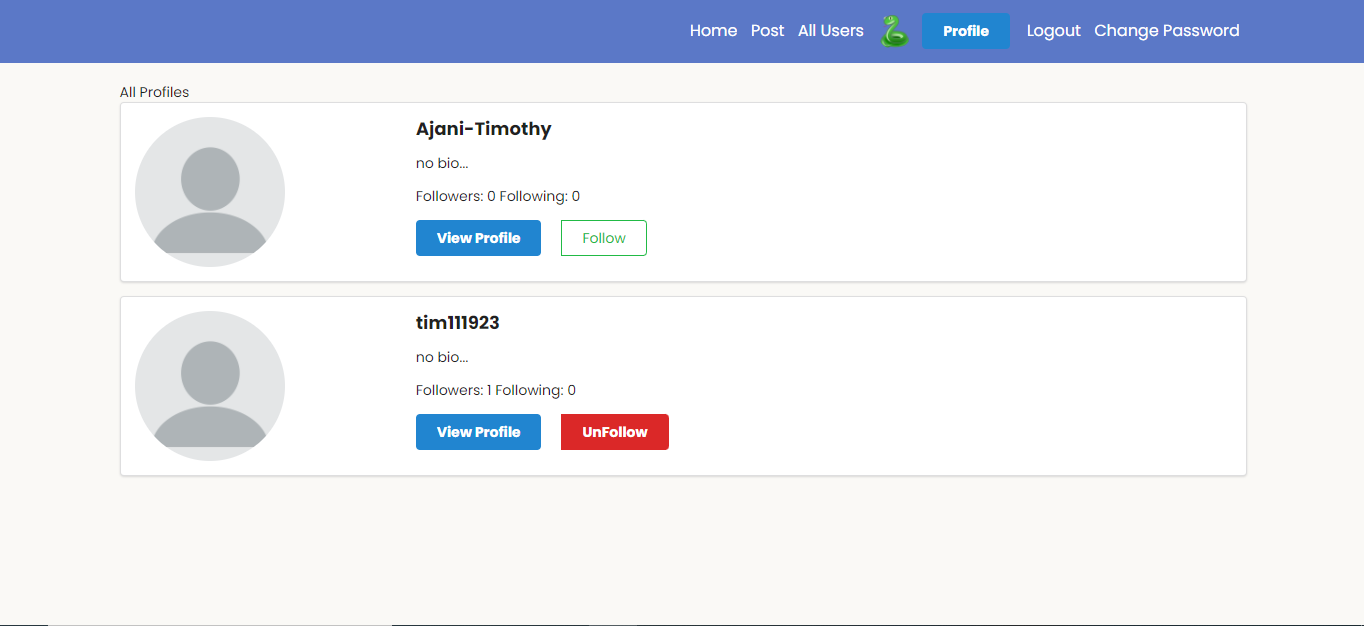 Home Post All Users Profile Logout Change Password
All Profiles
Ajani-Timothy
no bio...
Followers: 0 Following: 0
View Profile Follow
tim111923
no bio...
Followers: 1 Following: 0
View Profile UnFollow